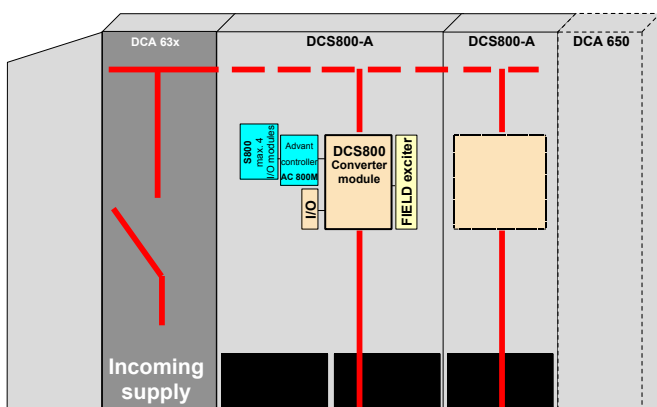 DCA 63x
DCS800-A
DCS800-A
DCA 650
S800
max. 4
I/O modules
Advant
controller
AC 800M
I/O
DCS800
Converter
module
FIELD exciter
Incoming
supply